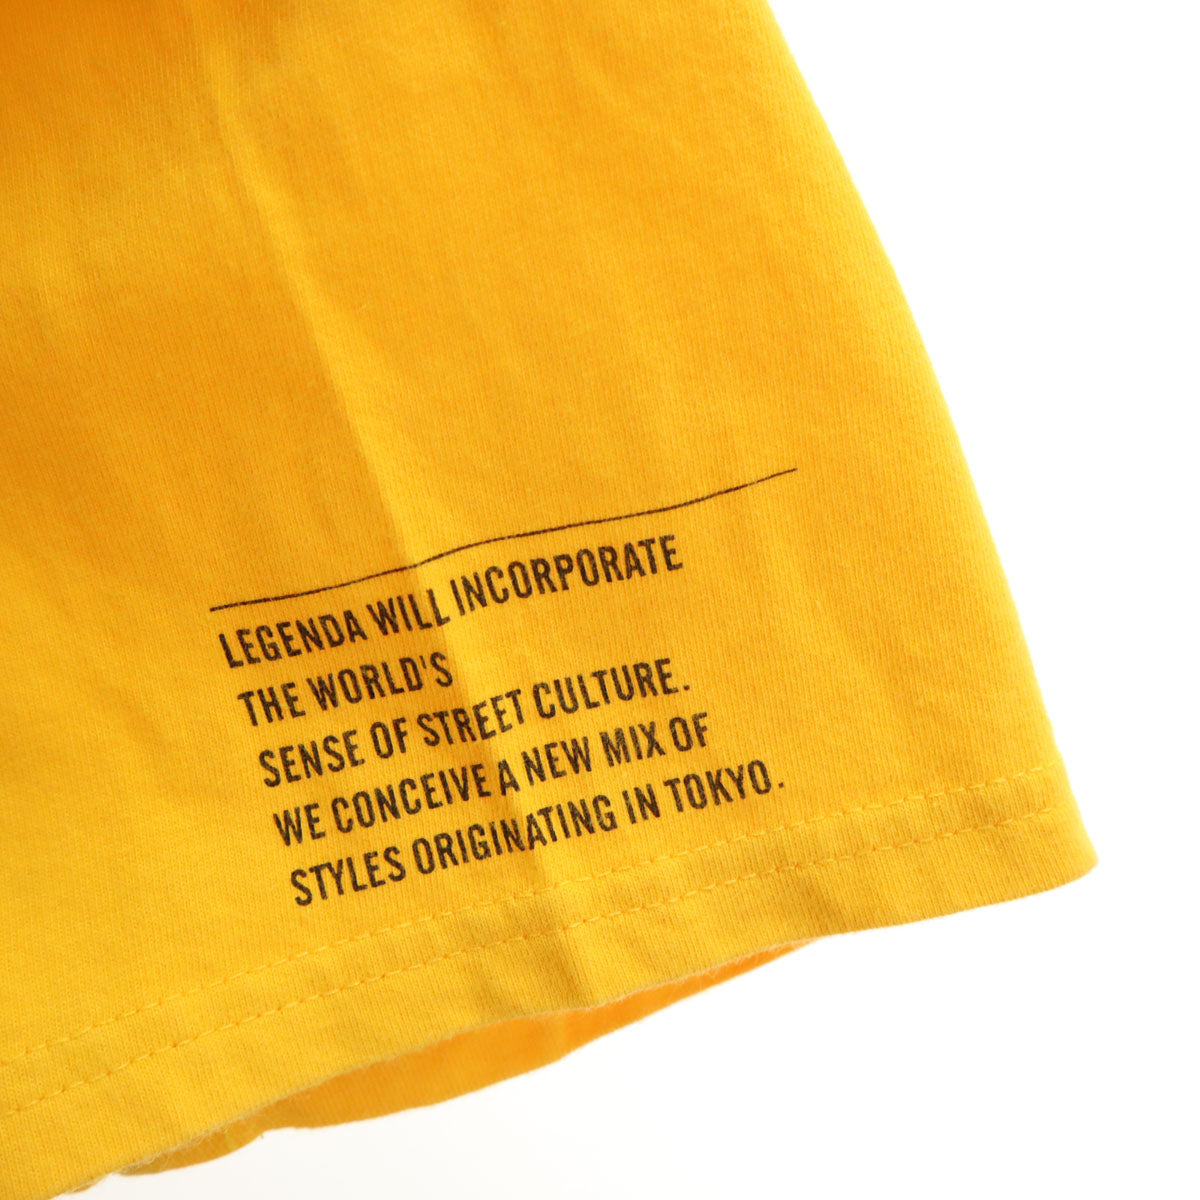 LEGENDA WILL INCORPORATE
THE WORLD'S
SENSE OF STREET CULTURE.
WE CONCEIVE A NEW MIX OF
STYLES ORIGINATING IN TOKYO.